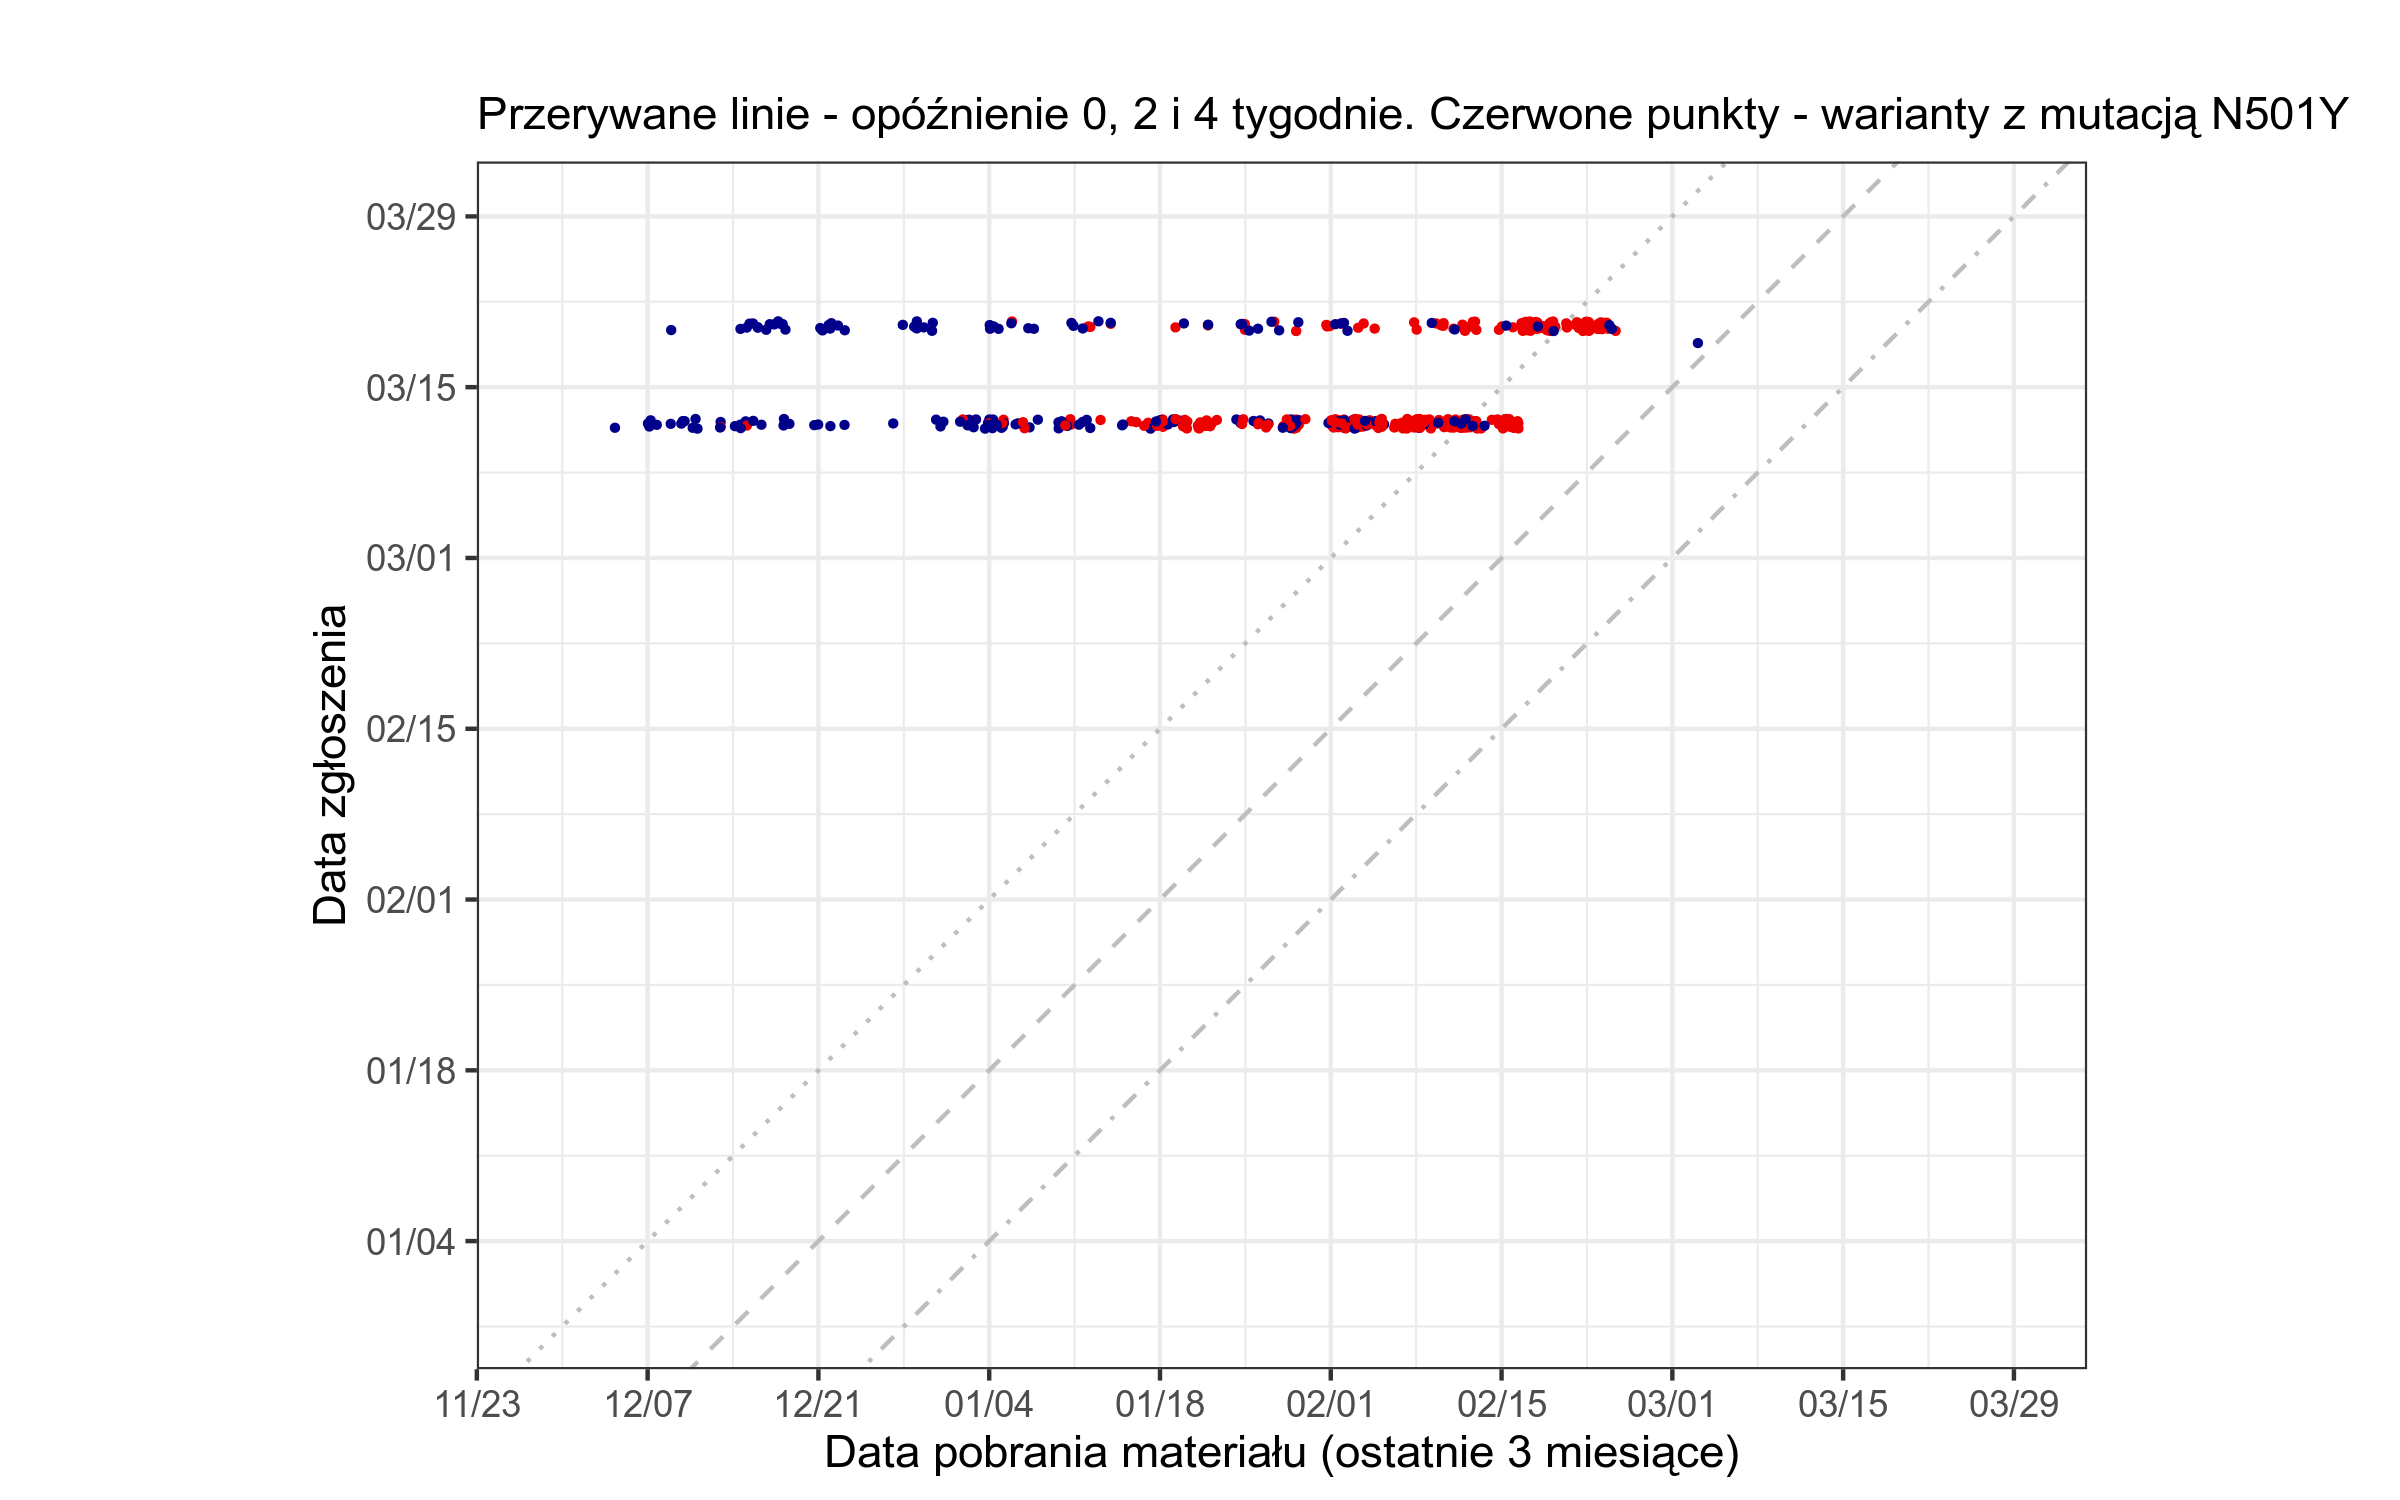 Przerywane linie - opóźnienie 0, 2 i 4 tygodnie. Czerwone punkty - warianty z mutacją N501Y
03/29
03/15
03/01
02/15
02/01
01/18
01/04
Data zgłoszenia
11/23 12/07 12/21 01/04 01/18 02/01 02/15 03/01 03/15 03/29
Data pobrania materiału (ostatnie 3 miesiące)